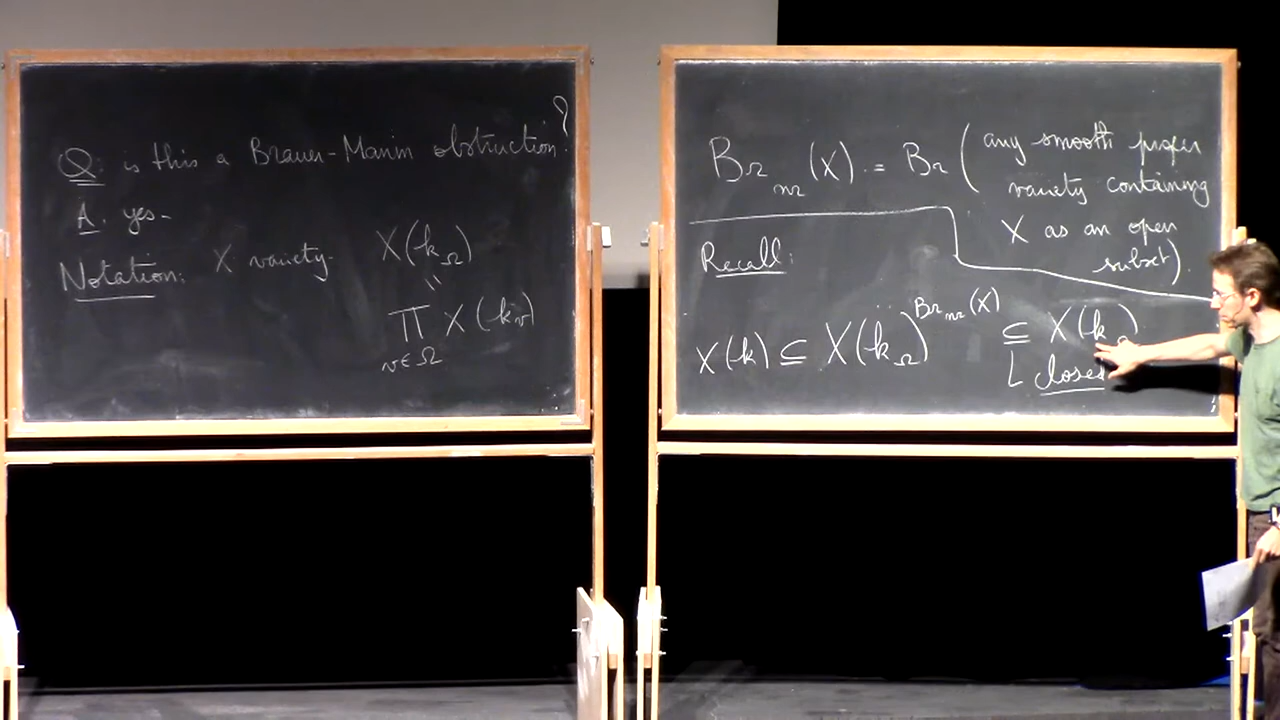 Q: is this a Brauer-Manin obstruction?
A. yes.
Notation: X variety. X(k_Ω)
=
∏ X(k_v)
v∈Ω
Br_nr(X) = Br(any smooth proper
variety containing
X as an open
subset).
Recall:
X(k) ⊆ X(k_Ω)^{Br_nr(X)} ⊆ X(k_Ω)
closed